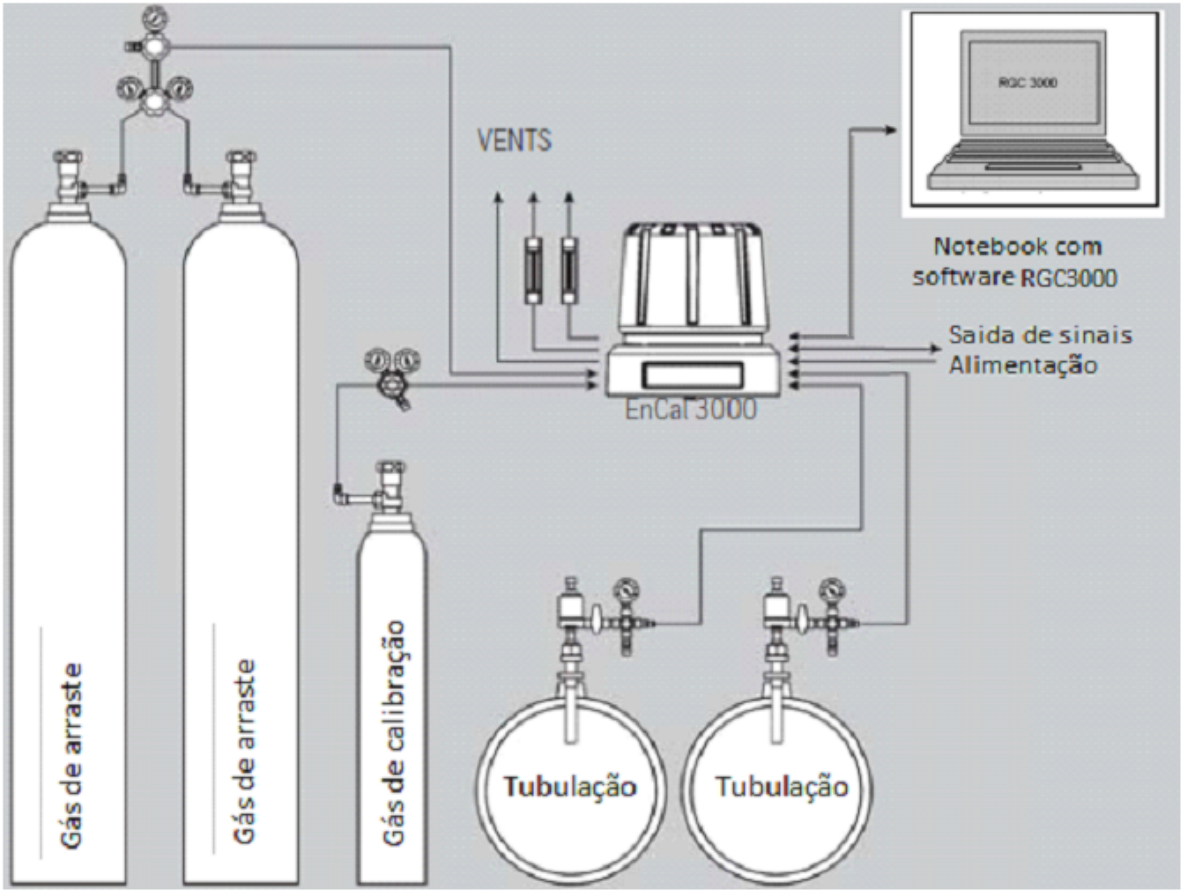 RGC 3000
VENTS
Notebook com
software RGC3000
Saida de sinais
Alimentação
EnCal 3000
Gás de arraste
Gás de arraste
Gás de calibração
Tubulação
Tubulação